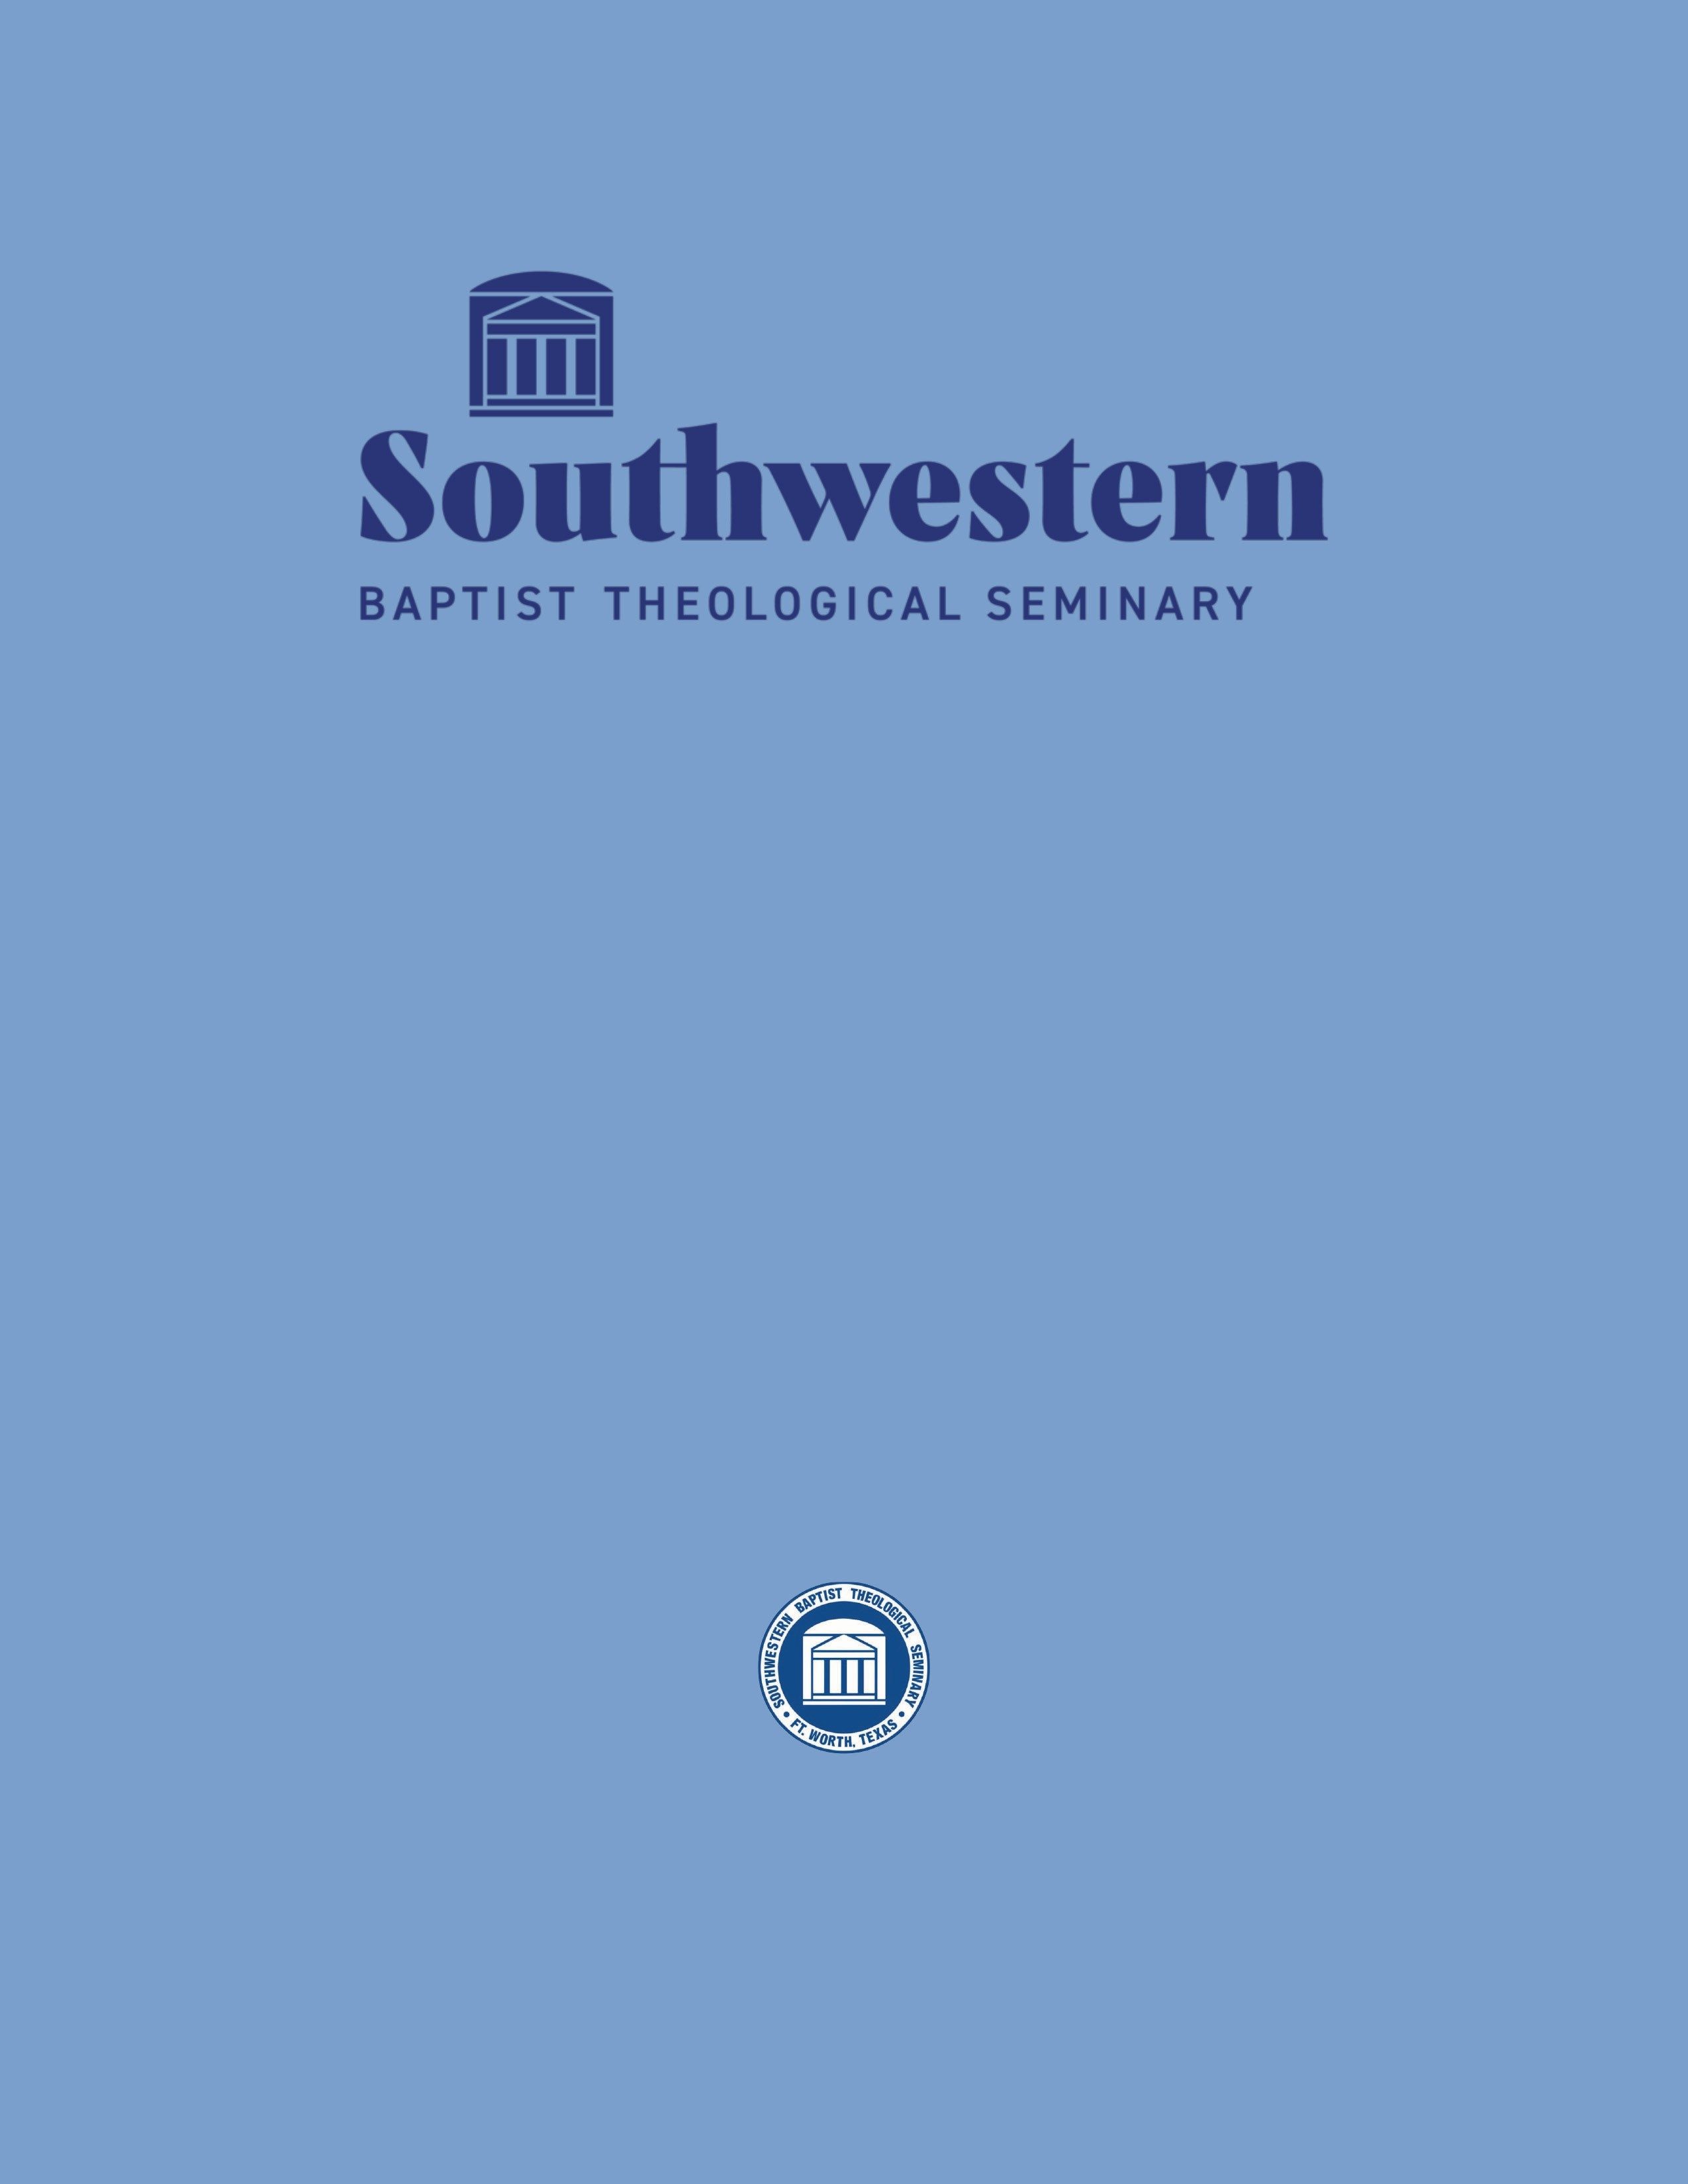 Southwestern
BAPTIST THEOLOGICAL SEMINARY
SOUTHWESTERN BAPTIST THEOLOGICAL SEMINARY
• FT. WORTH, TEXAS •